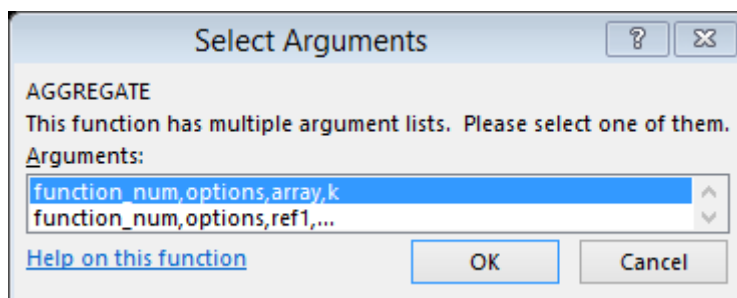 Select Arguments
AGGREGATE
This function has multiple argument lists. Please select one of them.
Arguments:
function_num,options,array,k
function_num,options,ref1,...
Help on this function
OK
Cancel